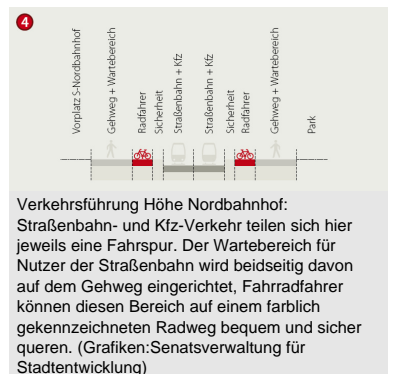 4
Vorplatz S-Nordbahnhof
Gehweg + Wartebereich
Radfahrer
Sicherheit
Straßenbahn + Kfz
Straßenbahn + Kfz
Sicherheit
Radfahrer
Gehweg + Wartebereich
Park
Verkehrsführung Höhe Nordbahnhof:
Straßenbahn- und Kfz-Verkehr teilen sich hier
jeweils eine Fahrspur. Der Wartebereich für
Nutzer der Straßenbahn wird beidseitig davon
auf dem Gehweg eingerichtet, Fahrradfahrer
können diesen Bereich auf einem farblich
gekennzeichneten Radweg bequem und sicher
queren. (Grafiken:Senatsverwaltung für
Stadtentwicklung)